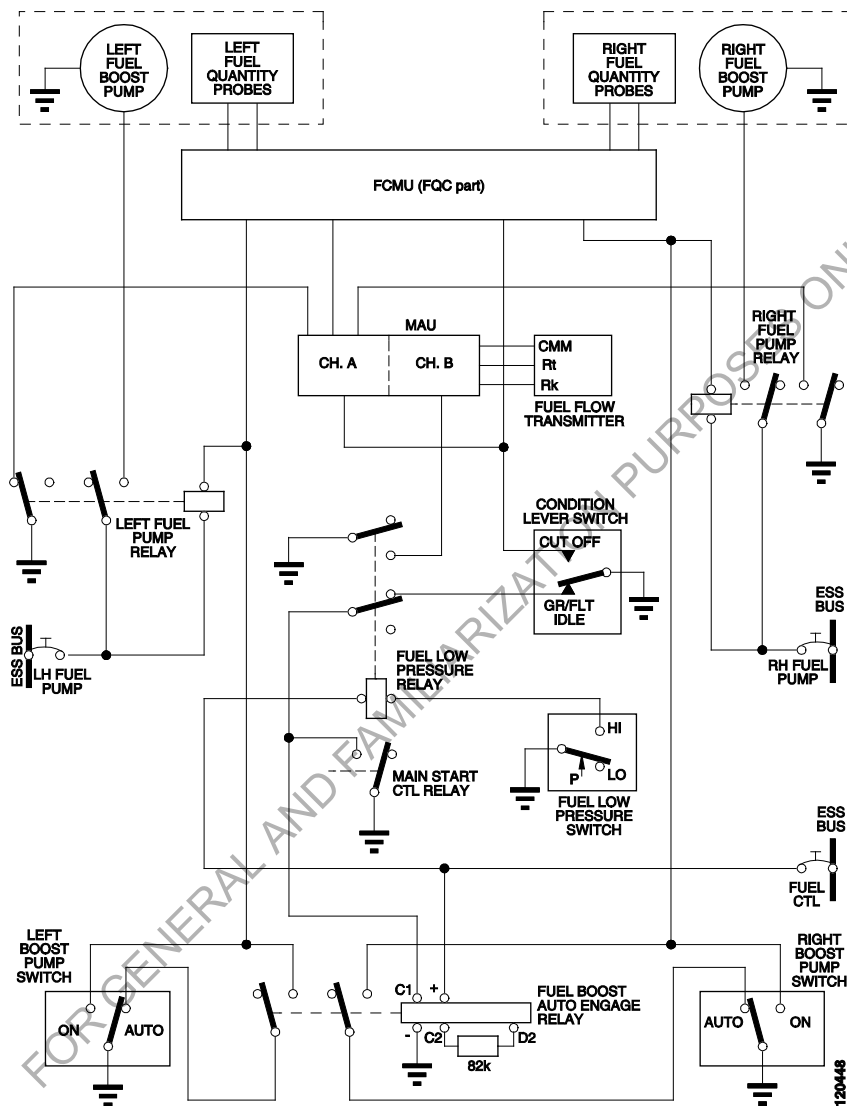 LEFT
FUEL
BOOST
PUMP
LEFT
FUEL
QUANTITY
PROBES
RIGHT
FUEL
QUANTITY
PROBES
RIGHT
FUEL
BOOST
PUMP
FCMU (FQC part)
MAU
CH. A
CH. B
CMM
Rt
Rk
FUEL FLOW
TRANSMITTER
RIGHT
FUEL
PUMP
RELAY
LEFT FUEL
PUMP
RELAY
CONDITION
LEVER SWITCH
CUT OFF
GR/FLT
IDLE
ESS BUS
LH FUEL
PUMP
ESS
BUS
RH FUEL
PUMP
FUEL LOW
PRESSURE
RELAY
MAIN START
CTL RELAY
HI
P
LO
FUEL LOW
PRESSURE
SWITCH
ESS
BUS
FUEL
CTL
LEFT
BOOST
PUMP
SWITCH
ON
AUTO
C1
+
-
C2
D2
82k
FUEL BOOST
AUTO ENGAGE
RELAY
RIGHT
BOOST
PUMP
SWITCH
AUTO
ON
120448
FOR GENERAL AND FAMILIARIZATION PURPOSES